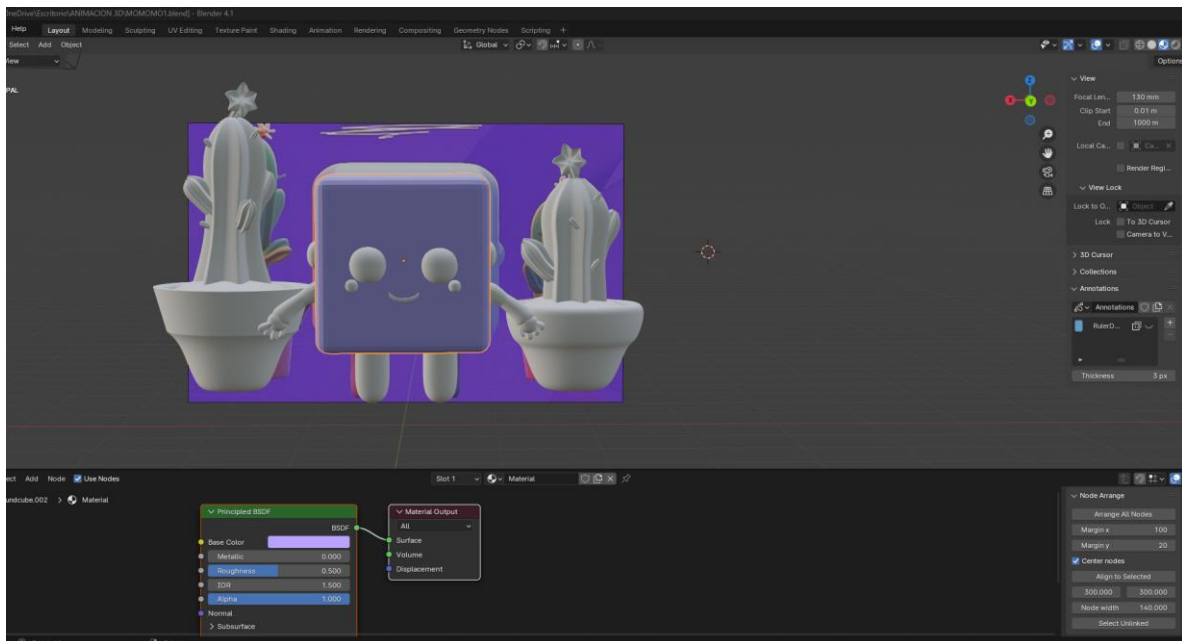 OneDrive\Escritorio\ANIMACION 3D\MOMOMO1.blend] - Blender 4.1
Help Layout Modeling Sculpting UV Editing Texture Paint Shading Animation Rendering Compositing Geometry Nodes Scripting +
Select Add Object Global
View Options
PAL
Z
X Y
View
Focal Len... 130 mm
Clip Start 0.01 m
End 1000 m
Local Ca... Ca...
Render Regi...
View Lock
Lock to O... Object
Lock To 3D Cursor
Camera to V...
3D Cursor
Collections
Annotations
Annotations
RulerD...
Thickness 3 px
ect Add Node Use Nodes Slot 1 Material
undcube.002 > Material
Principled BSDF
BSDF
Base Color
Metallic 0.000
Roughness 0.500
IOR 1.500
Alpha 1.000
Normal
Subsurface
Material Output
All
Surface
Volume
Displacement
Node Arrange
Arrange All Nodes
Margin x 100
Margin y 20
Center nodes
Align to Selected
300.000 300.000
Node width 140.000
Select Unlinked